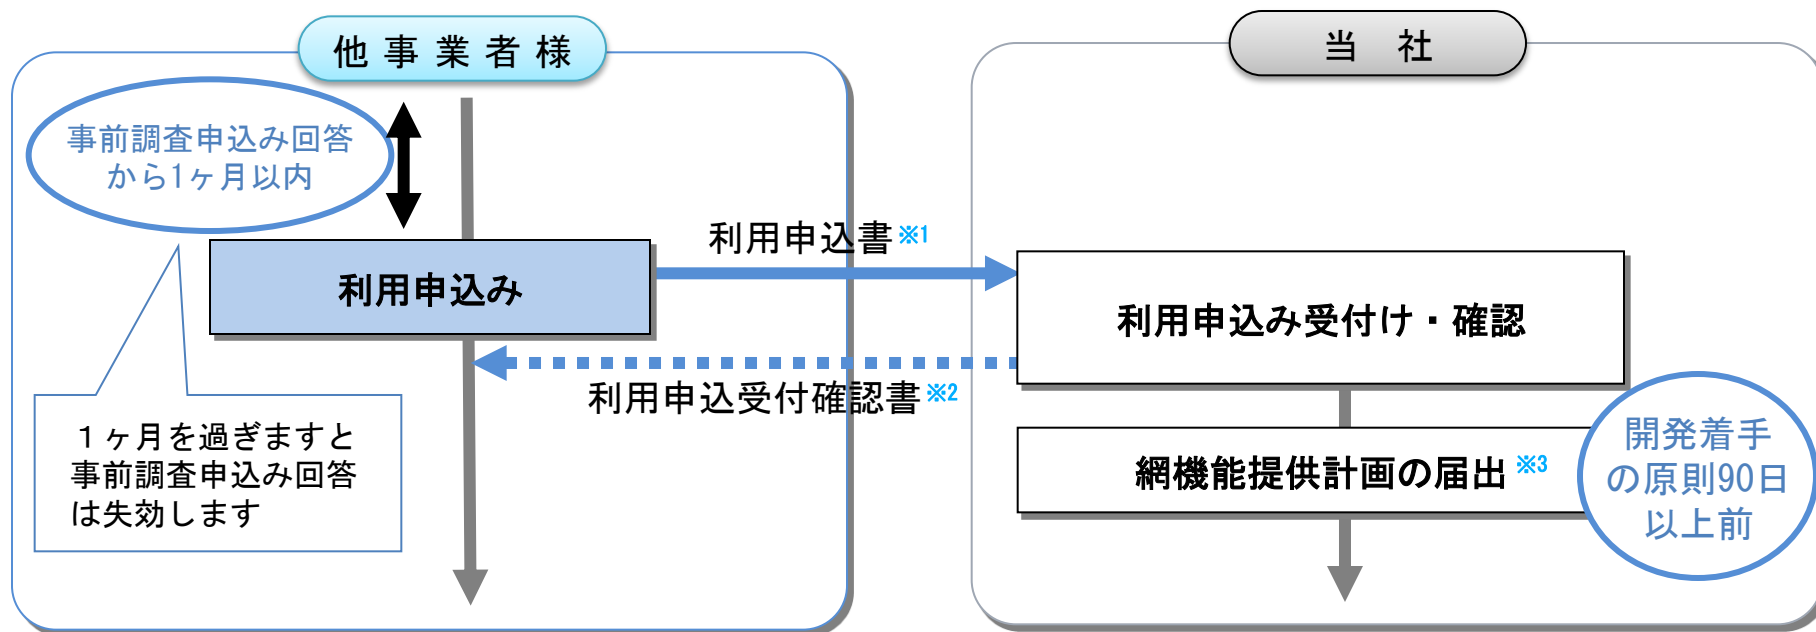 他事業者様
当　社
事前調査申込み回答
から1ヶ月以内
利用申込書※1
利用申込み
利用申込み受付け・確認
利用申込受付確認書※2
１ヶ月を過ぎますと
事前調査申込み回答
は失効します
網機能提供計画の届出※3
開発着手
の原則90日
以上前